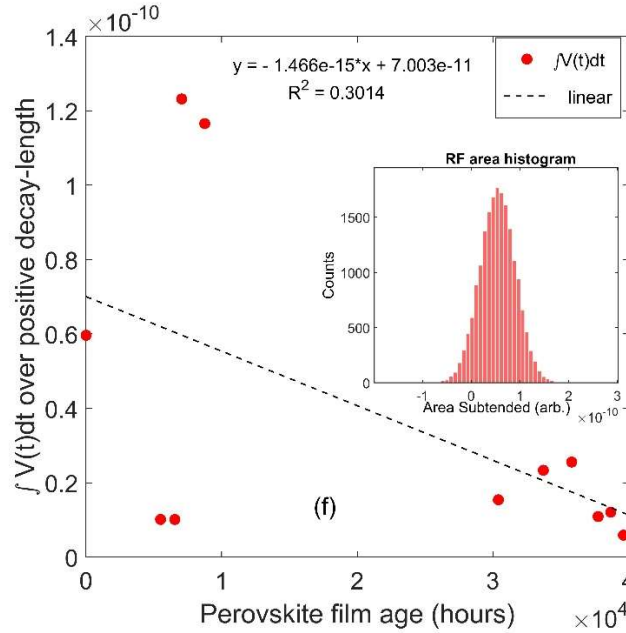 ×10^-10
1.4
1.2
1
0.8
0.6
0.4
0.2
0
∫V(t)dt over positive decay-length
y = - 1.466e-15*x + 7.003e-11
R^2 = 0.3014
∫V(t)dt
linear
RF area histogram
1500
1000
500
0
Counts
-1 0 1 2 3
Area Subtended (arb.)
×10^-10
(f)
0 1 2 3 4
Perovskite film age (hours)
×10^4